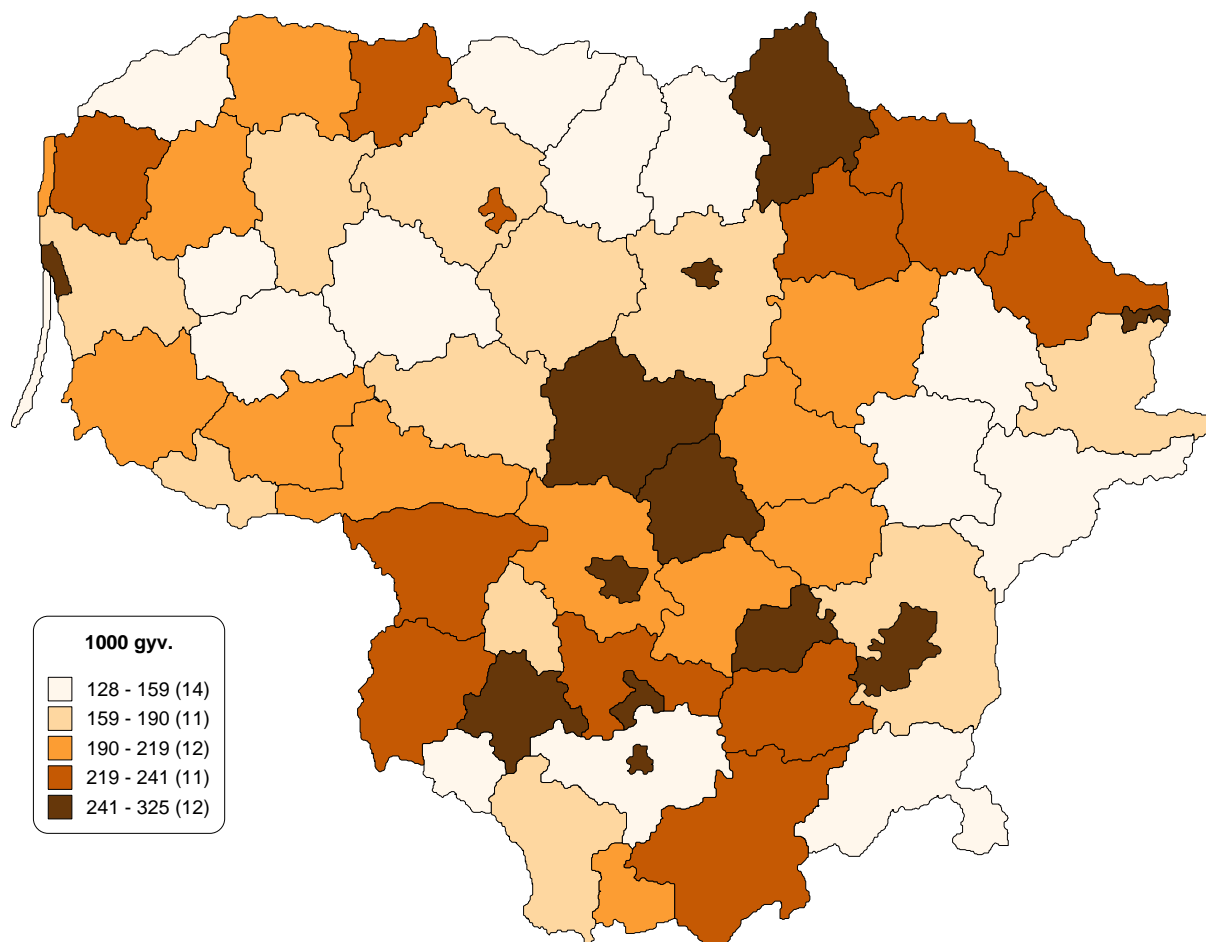 1000 gyv.
128 - 159 (14)
159 - 190 (11)
190 - 219 (12)
219 - 241 (11)
241 - 325 (12)